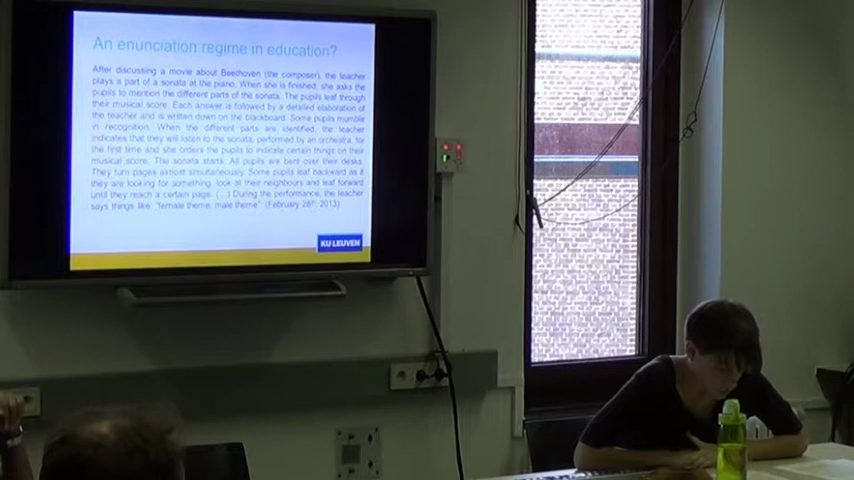 An enunciation regime in education?
After discussing a movie about Beethoven (the composer), the teacher
plays a part of a sonata at the piano. When she is finished, she asks the
pupils to mention the different parts of the sonata. The pupils leaf through
their musical score. Each answer is followed by a detailed elaboration of
the teacher and is written down on the blackboard. Some pupils mumble
in recognition. When the different parts are identified, the teacher
indicates that they will listen to the sonata, performed by an orchestra, for
the first time and she orders the pupils to indicate certain things on their
musical score. The sonata starts. All pupils are bent over their desks.
They turn pages almost simultaneously. Some pupils leaf backward as if
they are looking for something, look at their neighbours and leaf forward
until they reach a certain page. (...) During the performance, the teacher
says things like: "female theme, male theme". (February 28th, 2013)
KU LEUVEN